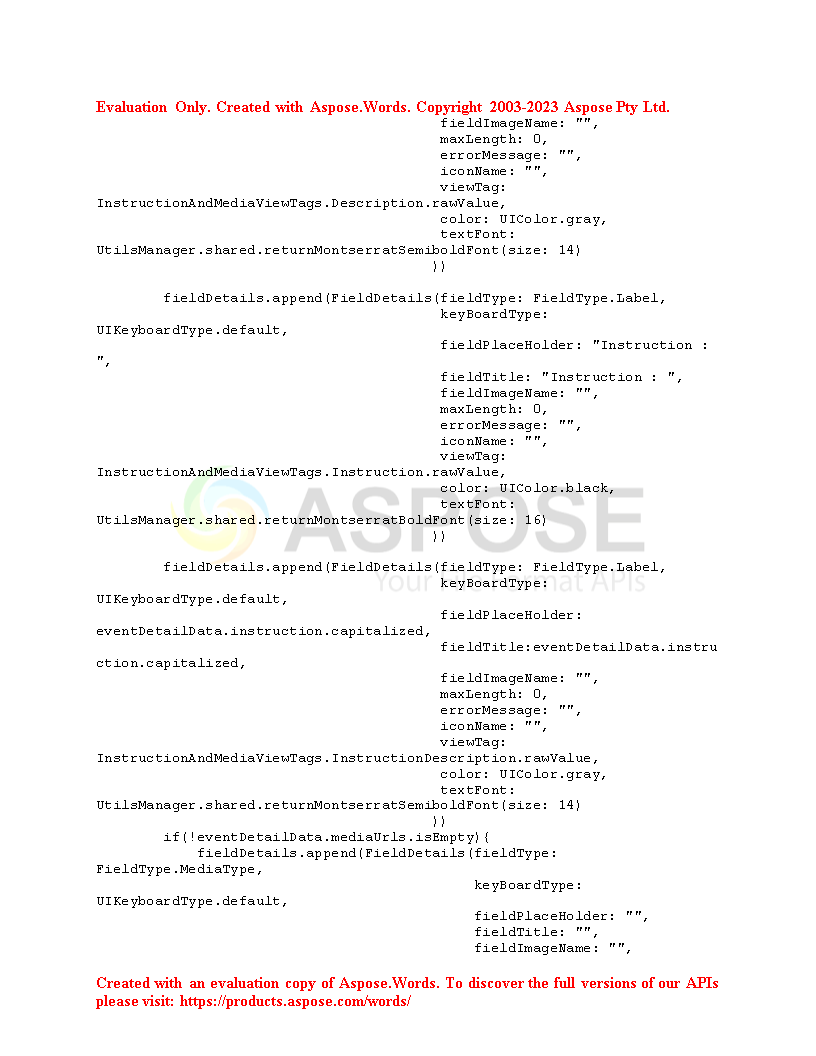 Evaluation Only. Created with Aspose.Words. Copyright 2003-2023 Aspose Pty Ltd.
fieldImageName: "",
maxLength: 0,
errorMessage: "",
iconName: "",
viewTag:
InstructionAndMediaViewTags.Description.rawValue,
color: UIColor.gray,
textFont:
UtilsManager.shared.returnMontserratSemiboldFont(size: 14)
))
fieldDetails.append(FieldDetails(fieldType: FieldType.Label,
keyBoardType:
UIKeyboardType.default,
fieldPlaceHolder: "Instruction :
",
fieldTitle: "Instruction : ",
fieldImageName: "",
maxLength: 0,
errorMessage: "",
iconName: "",
viewTag:
InstructionAndMediaViewTags.Instruction.rawValue,
color: UIColor.black,
textFont:
UtilsManager.shared.returnMontserratBoldFont(size: 16)
))
ASPOSE
fieldDetails.append(FieldDetails(fieldType: FieldType.Label,
keyBoardType:
Your File Format APIs
UIKeyboardType.default,
fieldPlaceHolder:
eventDetailData.instruction.capitalized,
fieldTitle:eventDetailData.instru
ction.capitalized,
fieldImageName: "",
maxLength: 0,
errorMessage: "",
iconName: "",
viewTag:
InstructionAndMediaViewTags.InstructionDescription.rawValue,
color: UIColor.gray,
textFont:
UtilsManager.shared.returnMontserratSemiboldFont(size: 14)
))
if(!eventDetailData.mediaUrls.isEmpty){
fieldDetails.append(FieldDetails(fieldType:
FieldType.MediaType,
keyBoardType:
UIKeyboardType.default,
fieldPlaceHolder: "",
fieldTitle: "",
fieldImageName: "",
Created with an evaluation copy of Aspose.Words. To discover the full versions of our APIs
please visit: https://products.aspose.com/words/